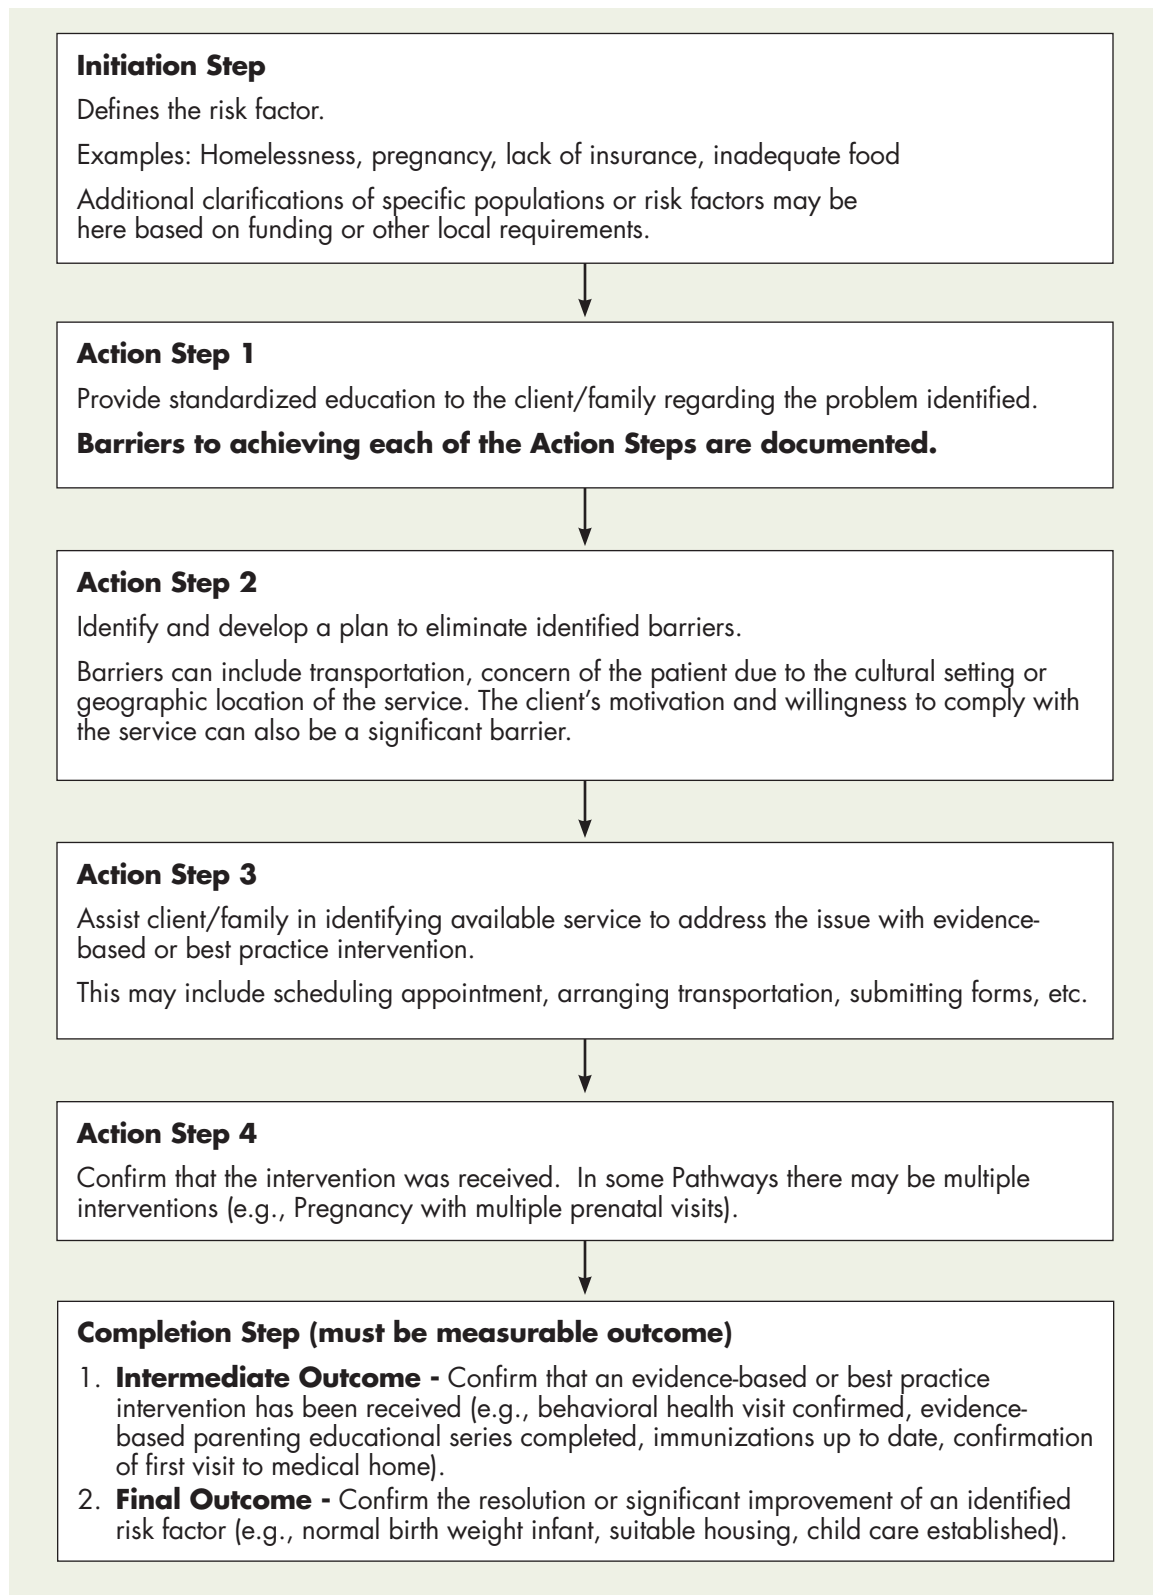 Initiation Step
Defines the risk factor.
Examples: Homelessness, pregnancy, lack of insurance, inadequate food
Additional clarifications of specific populations or risk factors may be
here based on funding or other local requirements.
Action Step 1
Provide standardized education to the client/family regarding the problem identified.
Barriers to achieving each of the Action Steps are documented.
Action Step 2
Identify and develop a plan to eliminate identified barriers.
Barriers can include transportation, concern of the patient due to the cultural setting or
geographic location of the service. The client’s motivation and willingness to comply with
the service can also be a significant barrier.
Action Step 3
Assist client/family in identifying available service to address the issue with evidence-
based or best practice intervention.
This may include scheduling appointment, arranging transportation, submitting forms, etc.
Action Step 4
Confirm that the intervention was received.  In some Pathways there may be multiple
interventions (e.g., Pregnancy with multiple prenatal visits).
Completion Step (must be measurable outcome)
1. Intermediate Outcome - Confirm that an evidence-based or best practice
intervention has been received (e.g., behavioral health visit confirmed, evidence-
based parenting educational series completed, immunizations up to date, confirmation
of first visit to medical home).
2. Final Outcome - Confirm the resolution or significant improvement of an identified
risk factor (e.g., normal birth weight infant, suitable housing, child care established).